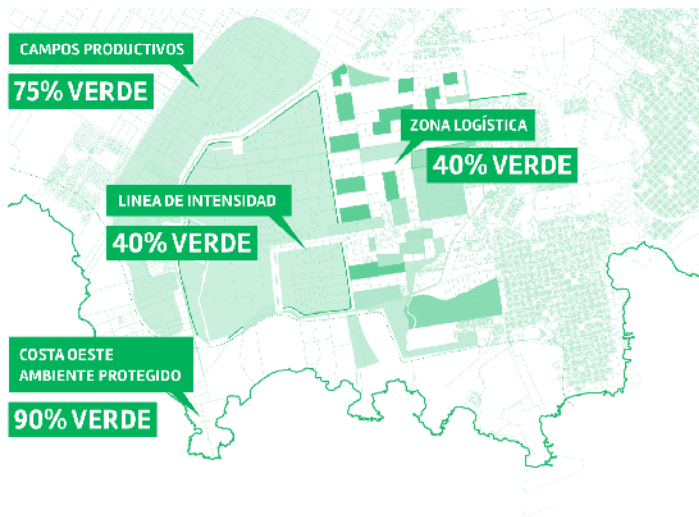 CAMPOS PRODUCTIVOS
75% VERDE
ZONA LOGÍSTICA
40% VERDE
LINEA DE INTENSIDAD
40% VERDE
COSTA OESTE
AMBIENTE PROTEGIDO
90% VERDE